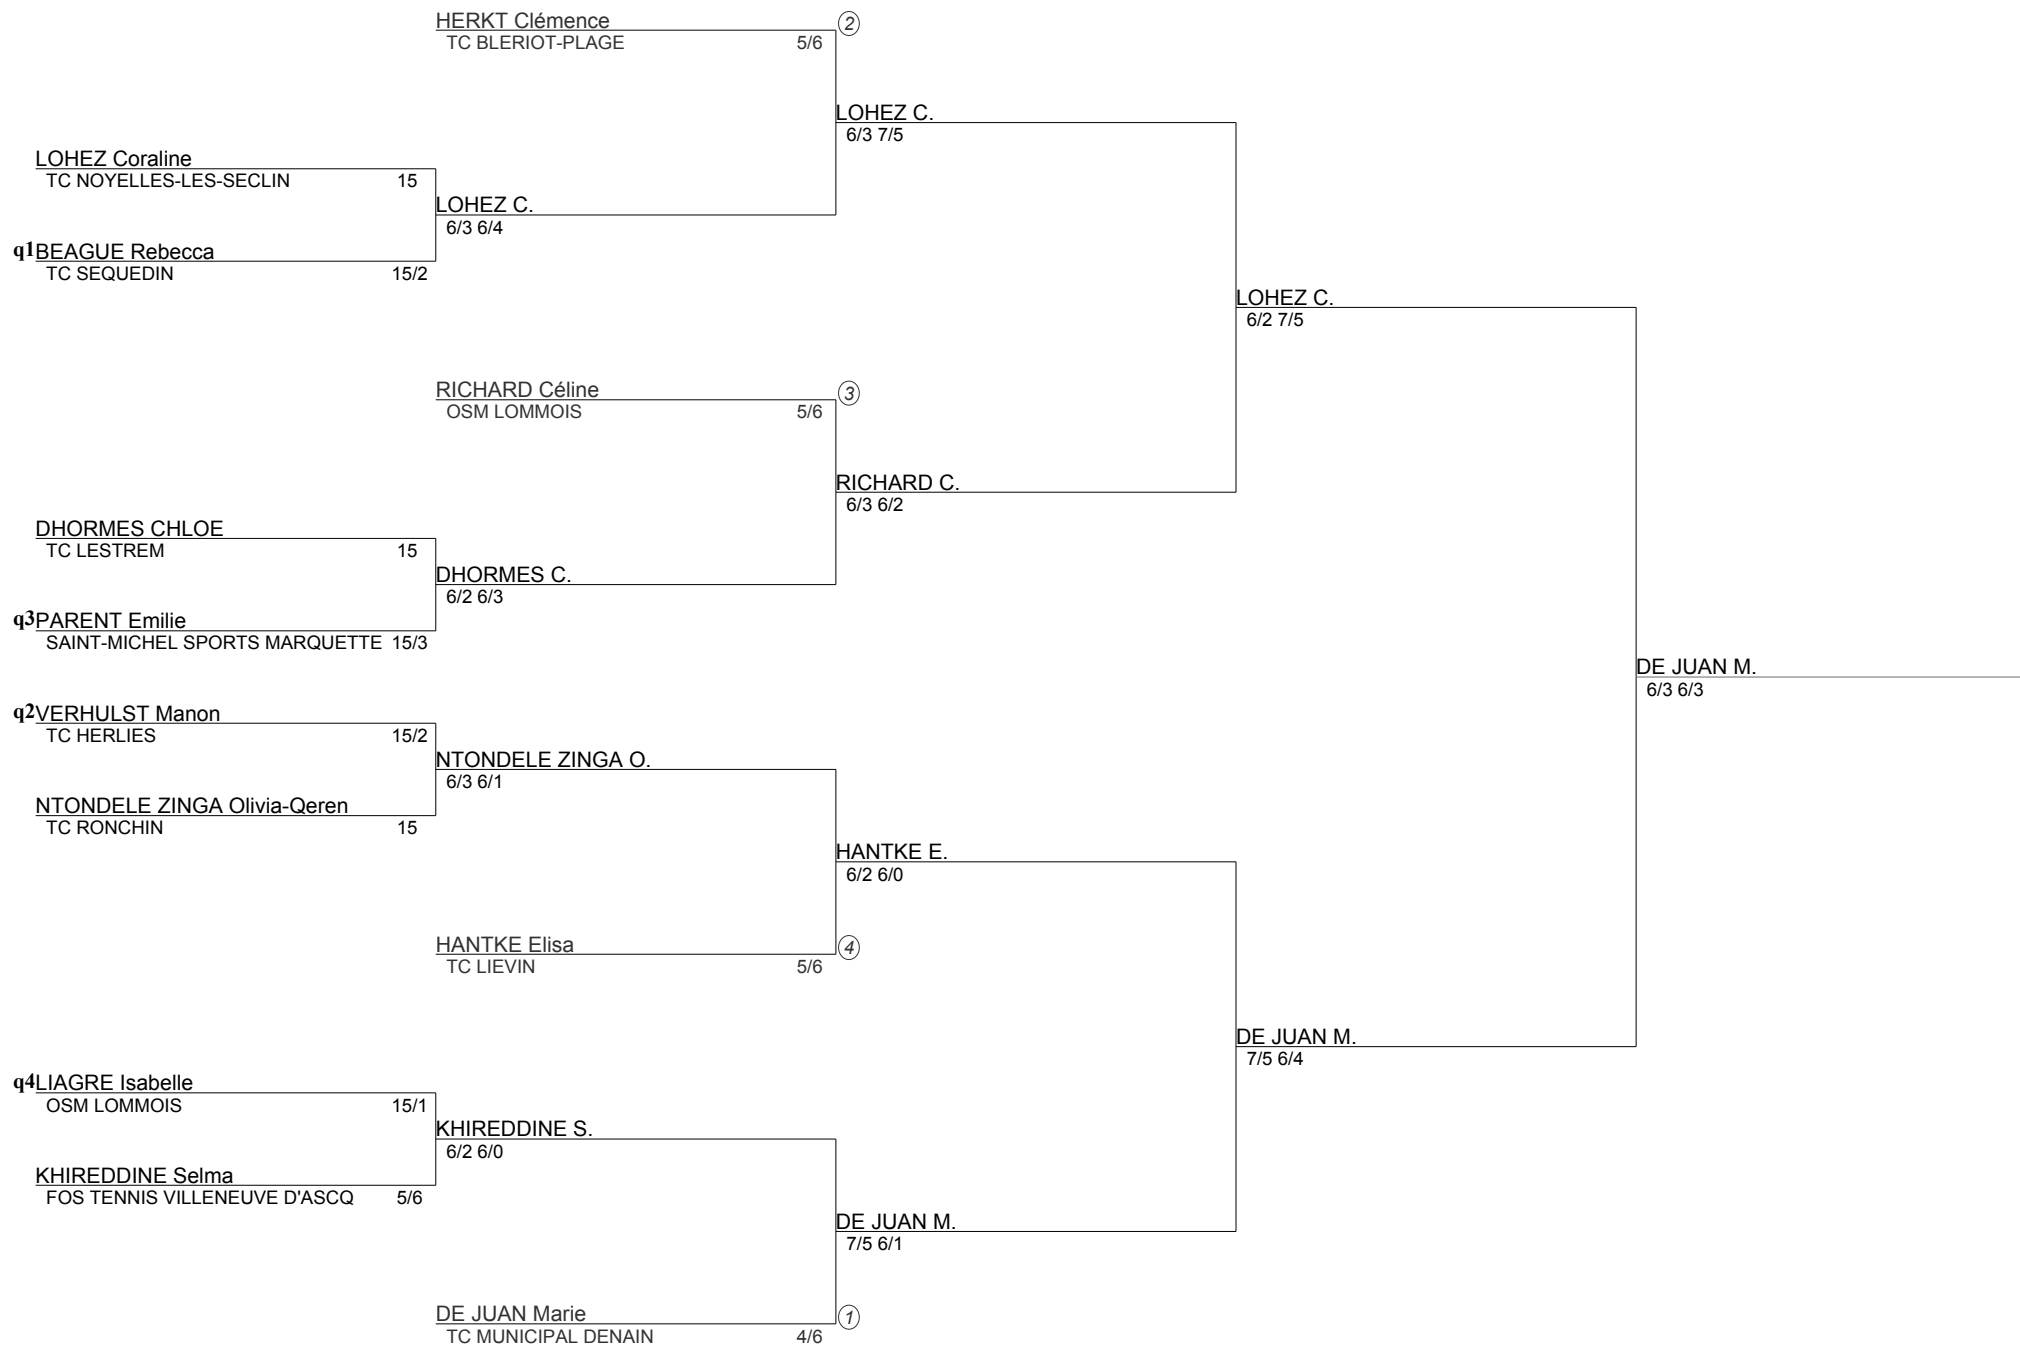 HERKT Clémence 2
TC BLERIOT-PLAGE 5/6
LOHEZ C.
6/3 7/5
LOHEZ Coraline
TC NOYELLES-LES-SECLIN 15
LOHEZ C.
6/3 6/4
q1 BEAGUE Rebecca
TC SEQUEDIN 15/2
LOHEZ C.
6/2 7/5
RICHARD Céline 3
OSM LOMMOIS 5/6
RICHARD C.
6/3 6/2
DHORMES CHLOE
TC LESTREM 15
DHORMES C.
6/2 6/3
q3 PARENT Emilie
SAINT-MICHEL SPORTS MARQUETTE 15/3
DE JUAN M.
6/3 6/3
q2 VERHULST Manon
TC HERLIES 15/2
NTONDELE ZINGA O.
6/3 6/1
NTONDELE ZINGA Olivia-Qeren
TC RONCHIN 15
HANTKE E.
6/2 6/0
HANTKE Elisa 4
TC LIEVIN 5/6
DE JUAN M.
7/5 6/4
q4 LIAGRE Isabelle
OSM LOMMOIS 15/1
KHIREDDINE S.
6/2 6/0
KHIREDDINE Selma
FOS TENNIS VILLENEUVE D'ASCQ 5/6
DE JUAN M.
7/5 6/1
DE JUAN Marie 1
TC MUNICIPAL DENAIN 4/6